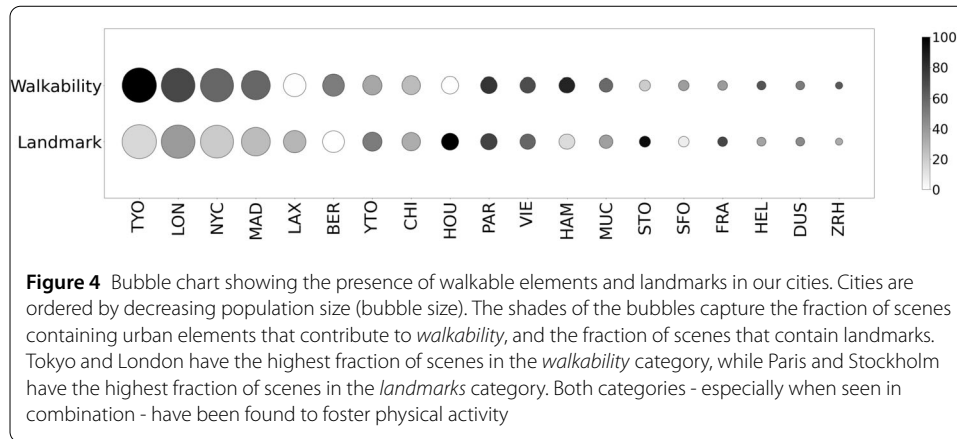 100
Walkability
80
60
Landmark
40
20
0
TYO LON NYC MAD LAX BER YTO CHI HOU PAR VIE HAM MUC STO SFO FRA HEL DUS ZRH
Figure 4 Bubble chart showing the presence of walkable elements and landmarks in our cities. Cities are
ordered by decreasing population size (bubble size). The shades of the bubbles capture the fraction of scenes
containing urban elements that contribute to walkability, and the fraction of scenes that contain landmarks.
Tokyo and London have the highest fraction of scenes in the walkability category, while Paris and Stockholm
have the highest fraction of scenes in the landmarks category. Both categories - especially when seen in
combination - have been found to foster physical activity